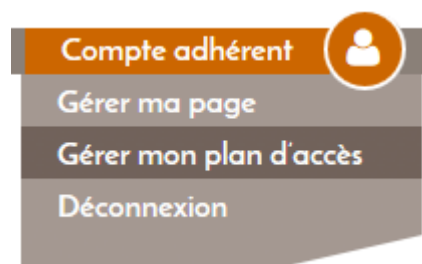 Compte adhérent
Gérer ma page
Gérer mon plan d'accès
Déconnexion